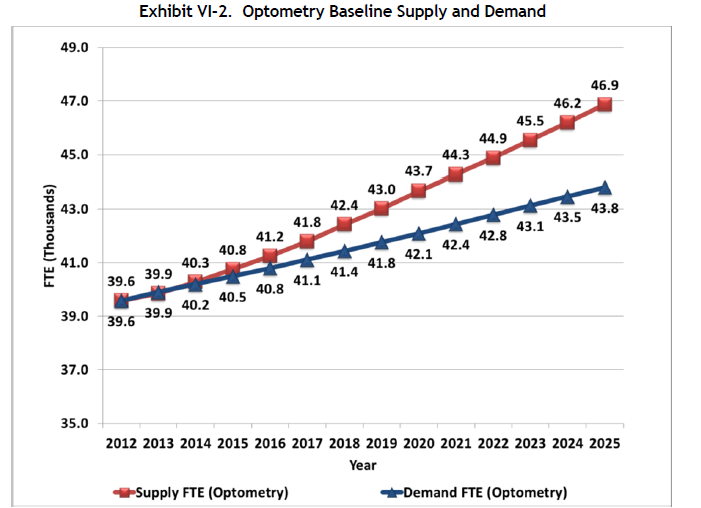 Exhibit VI-2. Optometry Baseline Supply and Demand
49.0
47.0
45.0
43.0
41.0
39.0
37.0
35.0
FTE (Thousands)
39.6 39.9 40.3 40.8 41.2 41.8 42.4 43.0 43.7 44.3 44.9 45.5 46.2 46.9
39.6 39.9 40.2 40.5 40.8 41.1 41.4 41.8 42.1 42.4 42.8 43.1 43.5 43.8
2012 2013 2014 2015 2016 2017 2018 2019 2020 2021 2022 2023 2024 2025
Year
Supply FTE (Optometry) Demand FTE (Optometry)